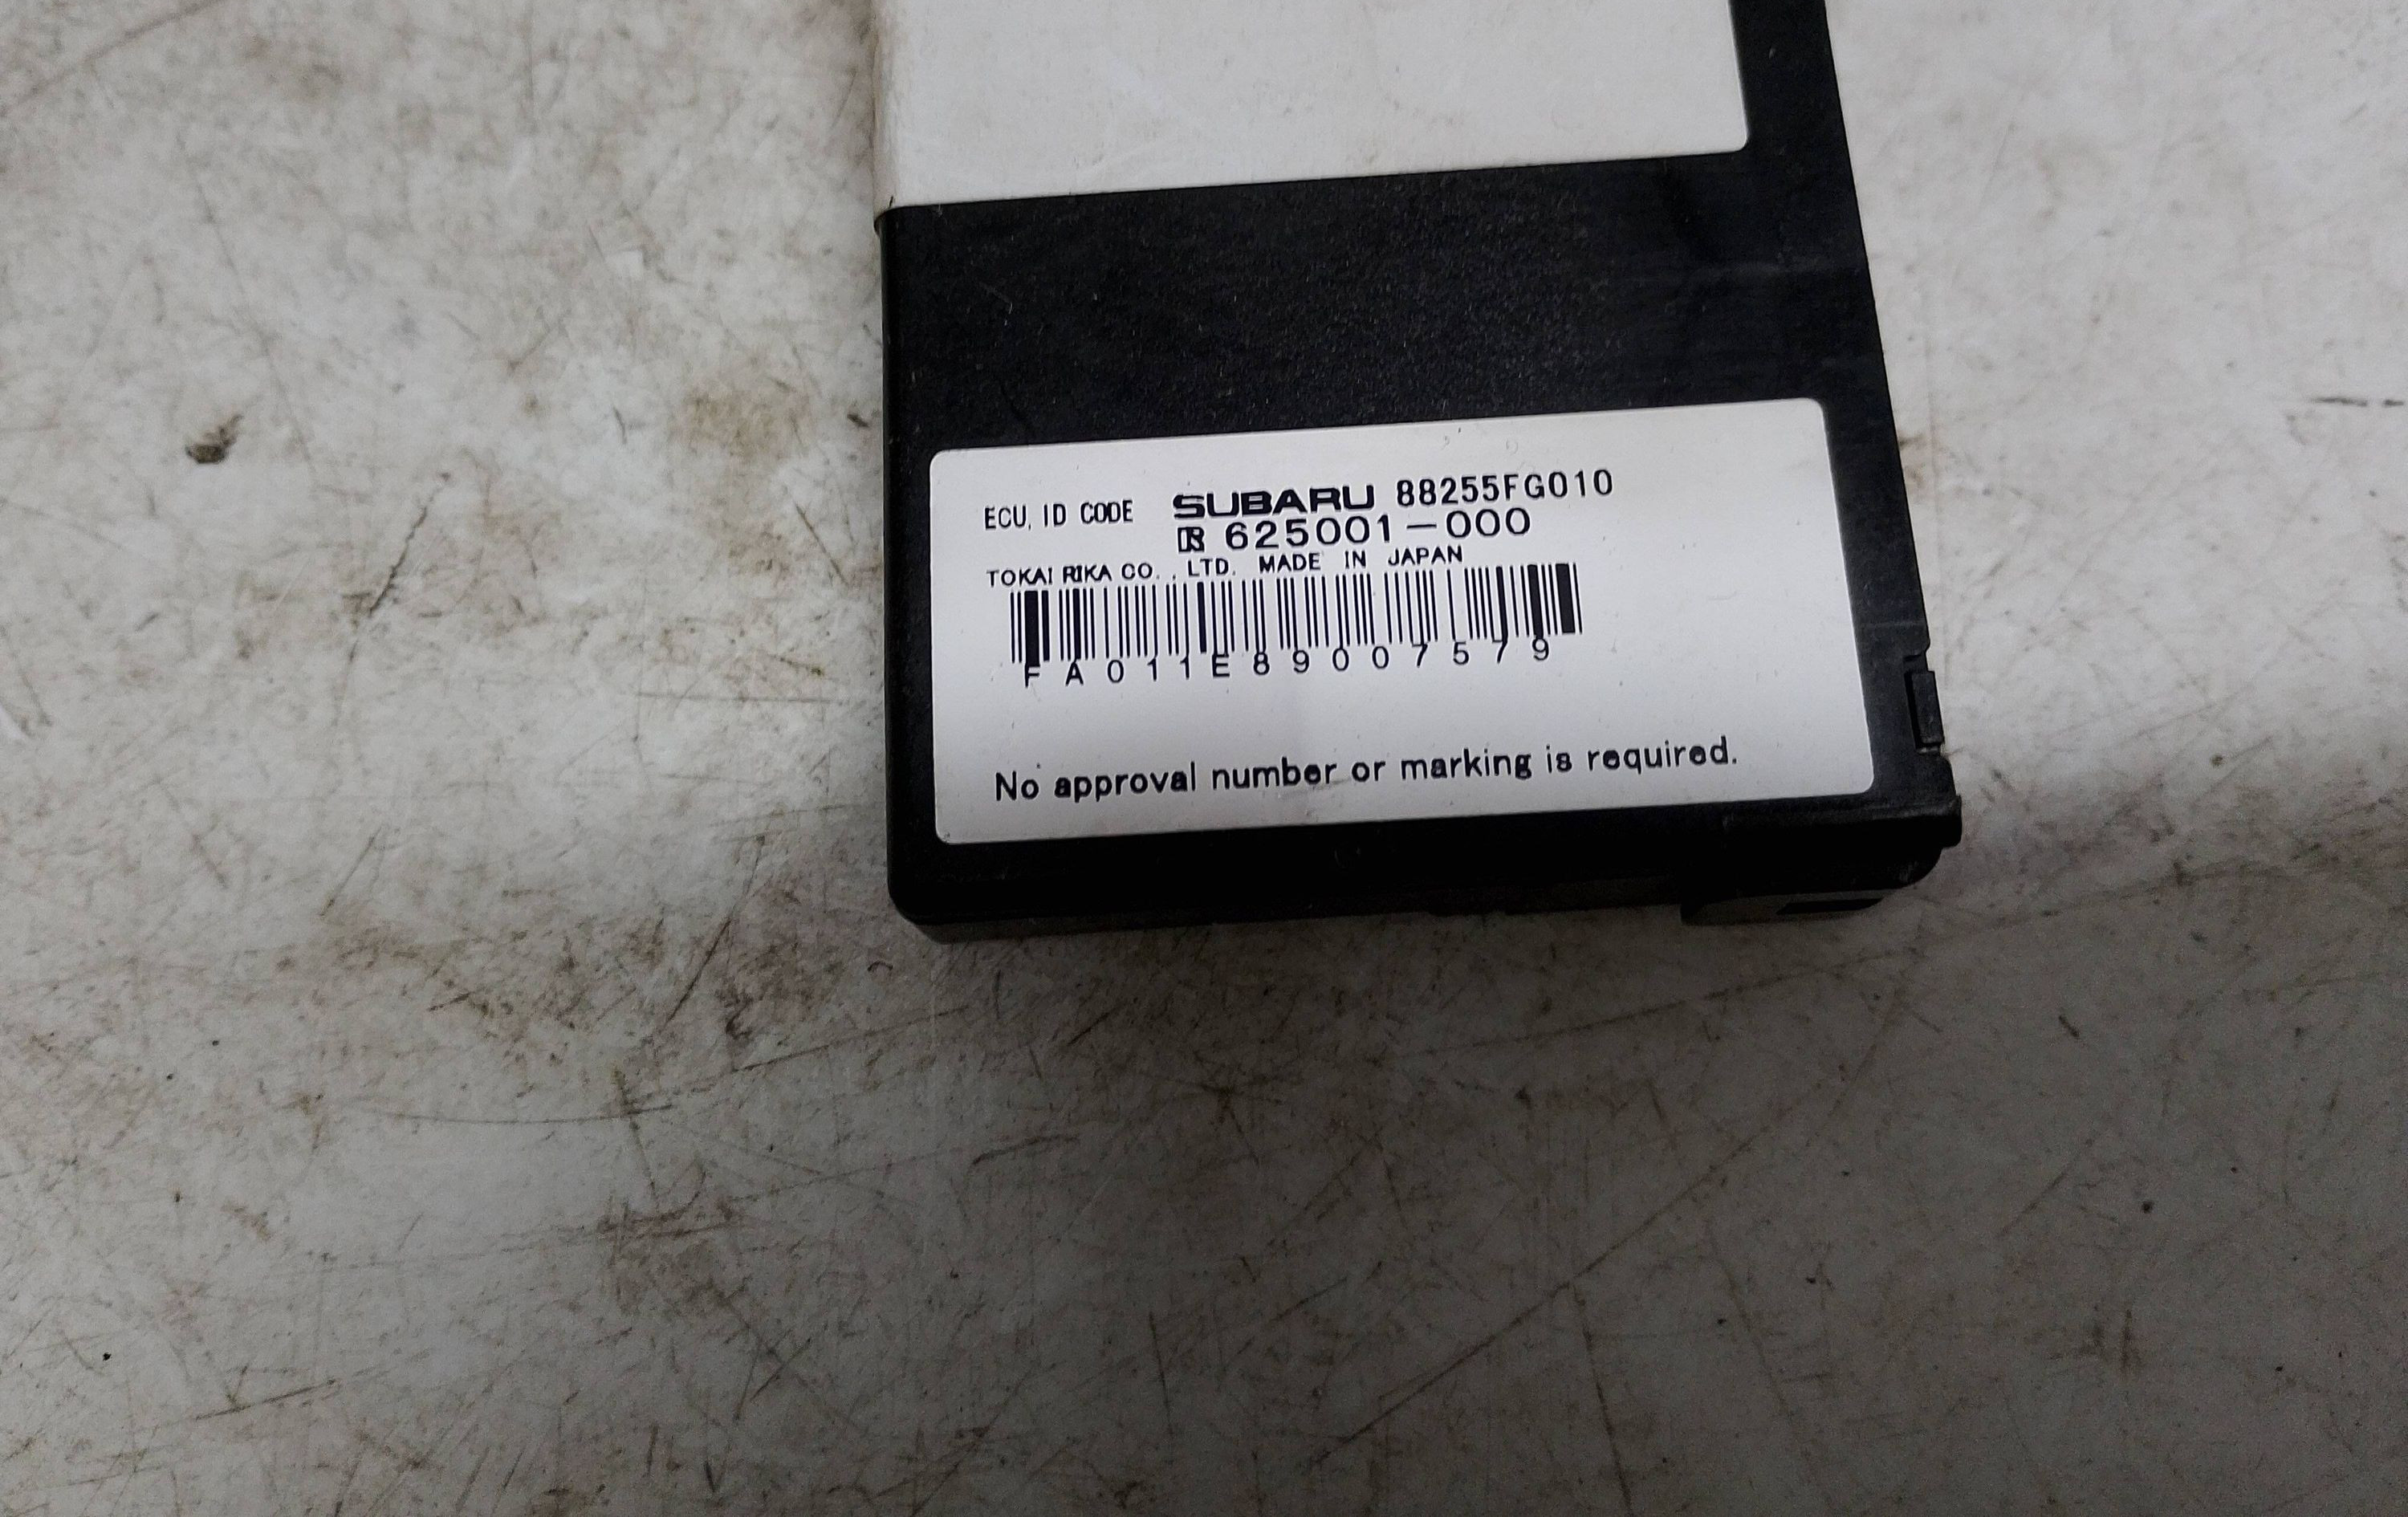 ECU, ID CODE SUBARU 88255FG010
R 625001-000
TOKAI RIKA CO., LTD. MADE IN JAPAN
FA011E89007579
No approval number or marking is required.